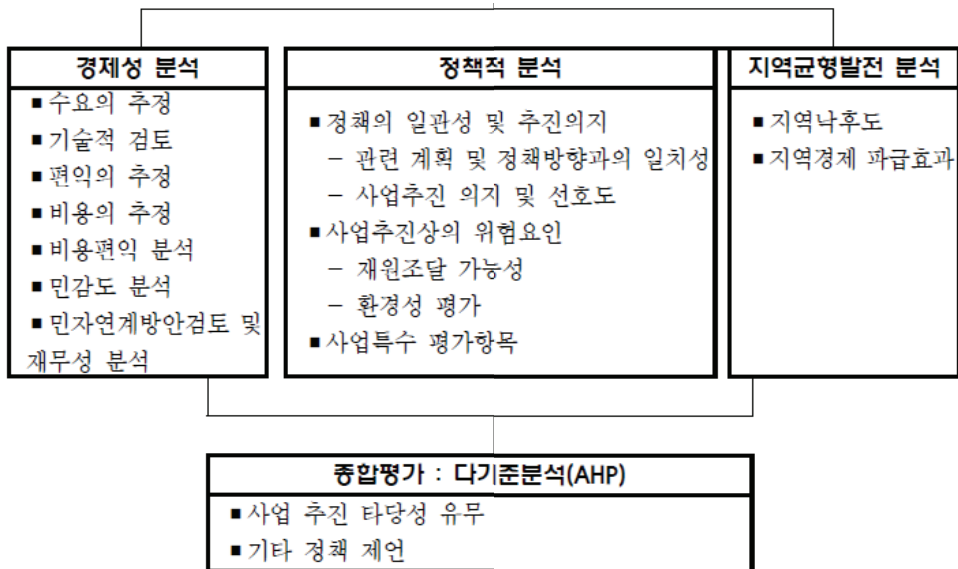 경제성 분석
■ 수요의 추정
■ 기술적 검토
■ 편익의 추정
■ 비용의 추정
■ 비용편익 분석
■ 민감도 분석
■ 민자연계방안검토 및
재무성 분석
정책적 분석
■ 정책의 일관성 및 추진의지
– 관련 계획 및 정책방향과의 일치성
– 사업추진 의지 및 선호도
■ 사업추진상의 위험요인
– 재원조달 가능성
– 환경성 평가
■ 사업특수 평가항목
지역균형발전 분석
■ 지역낙후도
■ 지역경제 파급효과
종합평가 : 다기준분석(AHP)
■ 사업 추진 타당성 유무
■ 기타 정책 제언